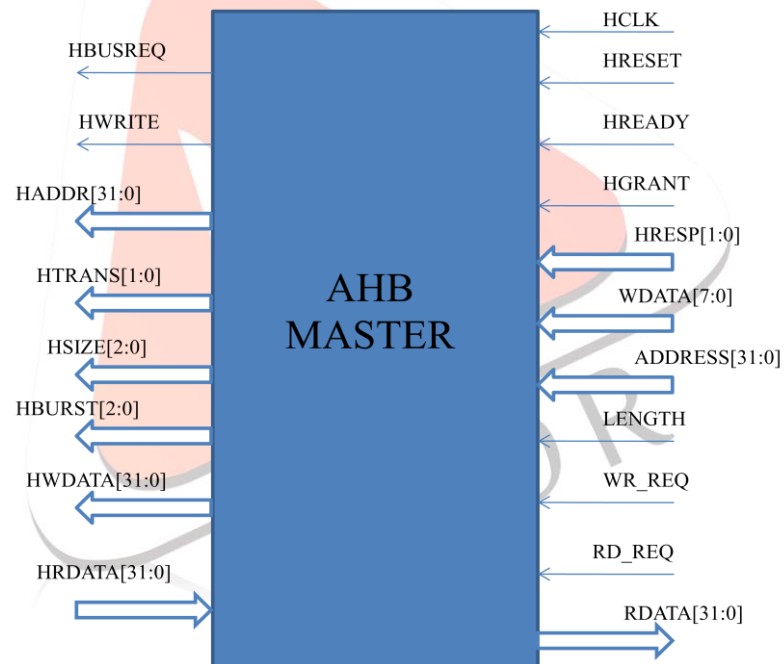 HCLK
HBUSREQ
HRESET
HWRITE
HREADY
HADDR[31:0]
HGRANT
HRESP[1:0]
HTRANS[1:0]
AHB
MASTER
WDATA[7:0]
HSIZE[2:0]
ADDRESS[31:0]
HBURST[2:0]
LENGTH
HWDATA[31:0]
WR_REQ
HRDATA[31:0]
RD_REQ
RDATA[31:0]